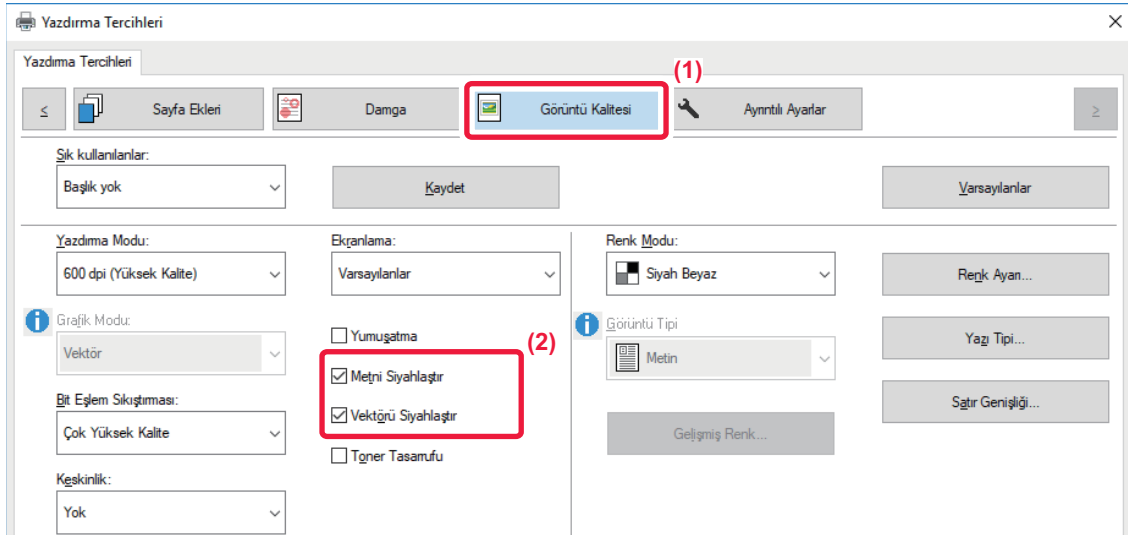 Yazdırma Tercihleri
Yazdırma Tercihleri
(1)
<
Sayfa Ekleri
Damga
Görüntü Kalitesi
Ayrıntılı Ayarlar
>
Sık kullanılanlar:
Başlık yok
Kaydet
Varsayılanlar
Yazdırma Modu:
Ekranlama:
Renk Modu:
600 dpi (Yüksek Kalite)
Varsayılanlar
Siyah Beyaz
Renk Ayarı...
Grafik Modu:
Yumuşatma
(2)
Görüntü Tipi
Yazı Tipi...
Vektör
Metin
Metni Siyahlaştır
Bit Eşlem Sıkıştırması:
Vektörü Siyahlaştır
Satır Genişliği...
Çok Yüksek Kalite
Gelişmiş Renk...
Toner Tasarrufu
Keskinlik:
Yok